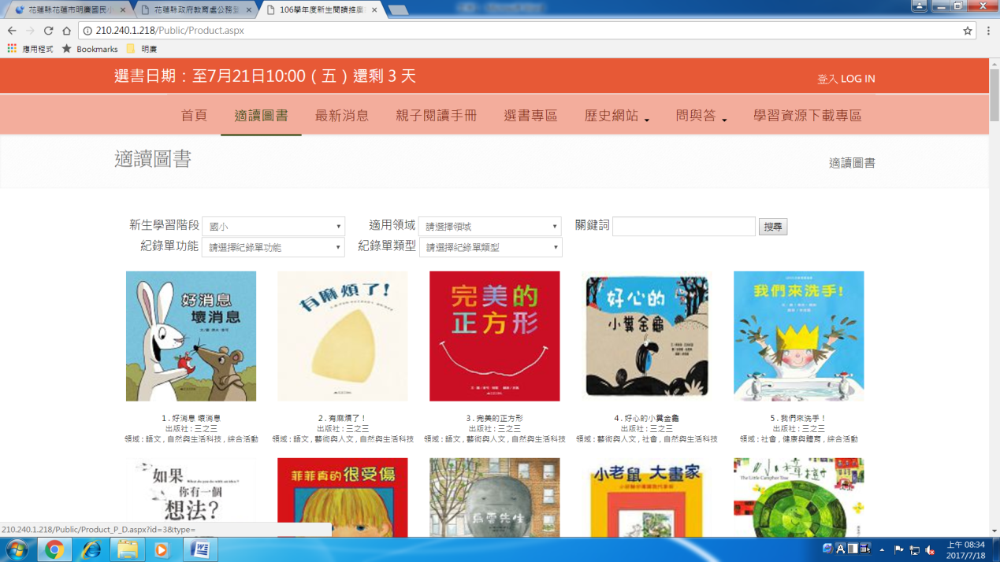 花蓮縣花蓮市明廉國民小
花蓮縣政府教育處公務
106學年度新生閱讀推
210.240.1.218/Public/Product.aspx
應用程式
Bookmarks
明廉
選書日期：至7月21日10:00（五）還剩 3 天
登入 LOG IN
首頁
適讀圖書
最新消息
親子閱讀手冊
選書專區
歷史網站
問與答
學習資源下載專區
適讀圖書
適讀圖書
新生學習階段 國小
適用領域 請選擇領域
關鍵詞
搜尋
紀錄單功能 請選擇紀錄單功能
紀錄單類型 請選擇紀錄單類型
好消息
壞消息
有麻煩了!
完美的
正方形
好心的
小糞金龜
我們來洗手!
1 . 好消息 壞消息
出版社 : 三之三
領域 : 語文 , 自然與生活科技 , 綜合活動
2 . 有麻煩了！
出版社 : 三之三
領域 : 語文 , 藝術與人文 , 自然與生活科技
3 . 完美的正方形
出版社 : 三之三
領域 : 語文 , 藝術與人文 , 自然與生活科技
4 . 好心的小糞金龜
出版社 : 三之三
領域 : 藝術與人文 , 社會 , 自然與生活科技
5 . 我們來洗手！
出版社 : 三之三
領域 : 社會 , 健康與體育 , 綜合活動
如果
What do you do with an idea?
你有一個
想法?
菲菲真的很受傷
烏雲先生
小老鼠 大畫家
小樟樹
The Little Camphor Tree
210.240.1.218/Public/Product_P_D.aspx?id=3&type=
上午 08:34
2017/7/18